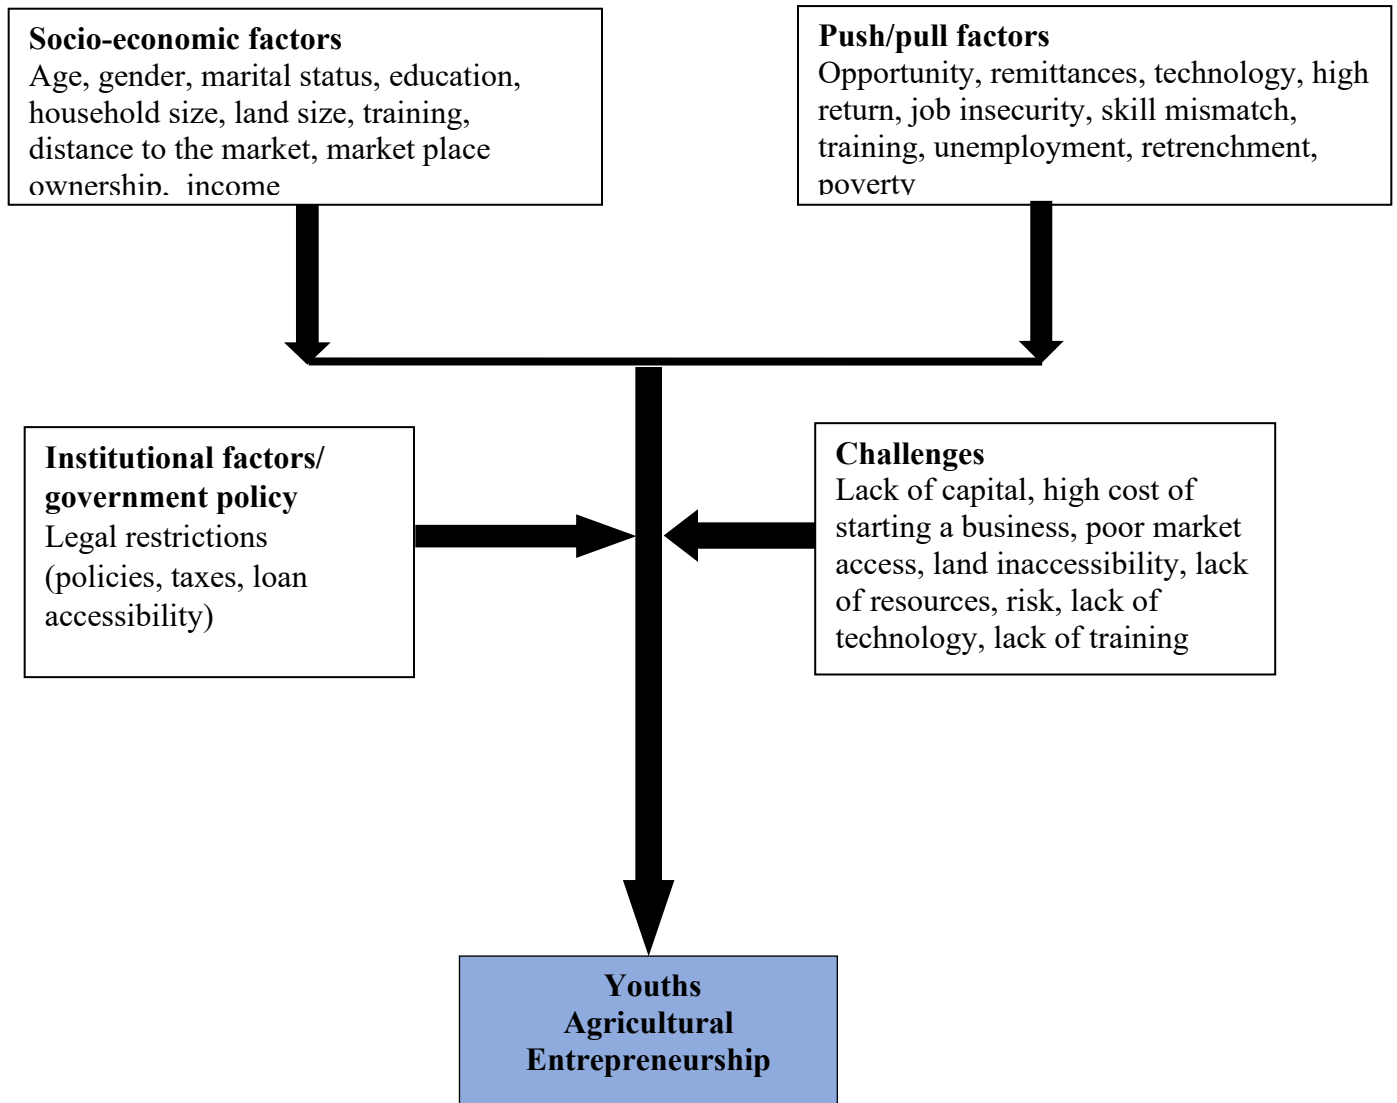 Socio-economic factors
Age, gender, marital status, education,
household size, land size, training,
distance to the market, market place
ownership,  income
Push/pull factors
Opportunity, remittances, technology, high
return, job insecurity, skill mismatch,
training, unemployment, retrenchment,
poverty
Institutional factors/
government policy
Legal restrictions
(policies, taxes, loan
accessibility)
Challenges
Lack of capital, high cost of
starting a business, poor market
access, land inaccessibility, lack
of resources, risk, lack of
technology, lack of training
Youths
Agricultural
Entrepreneurship